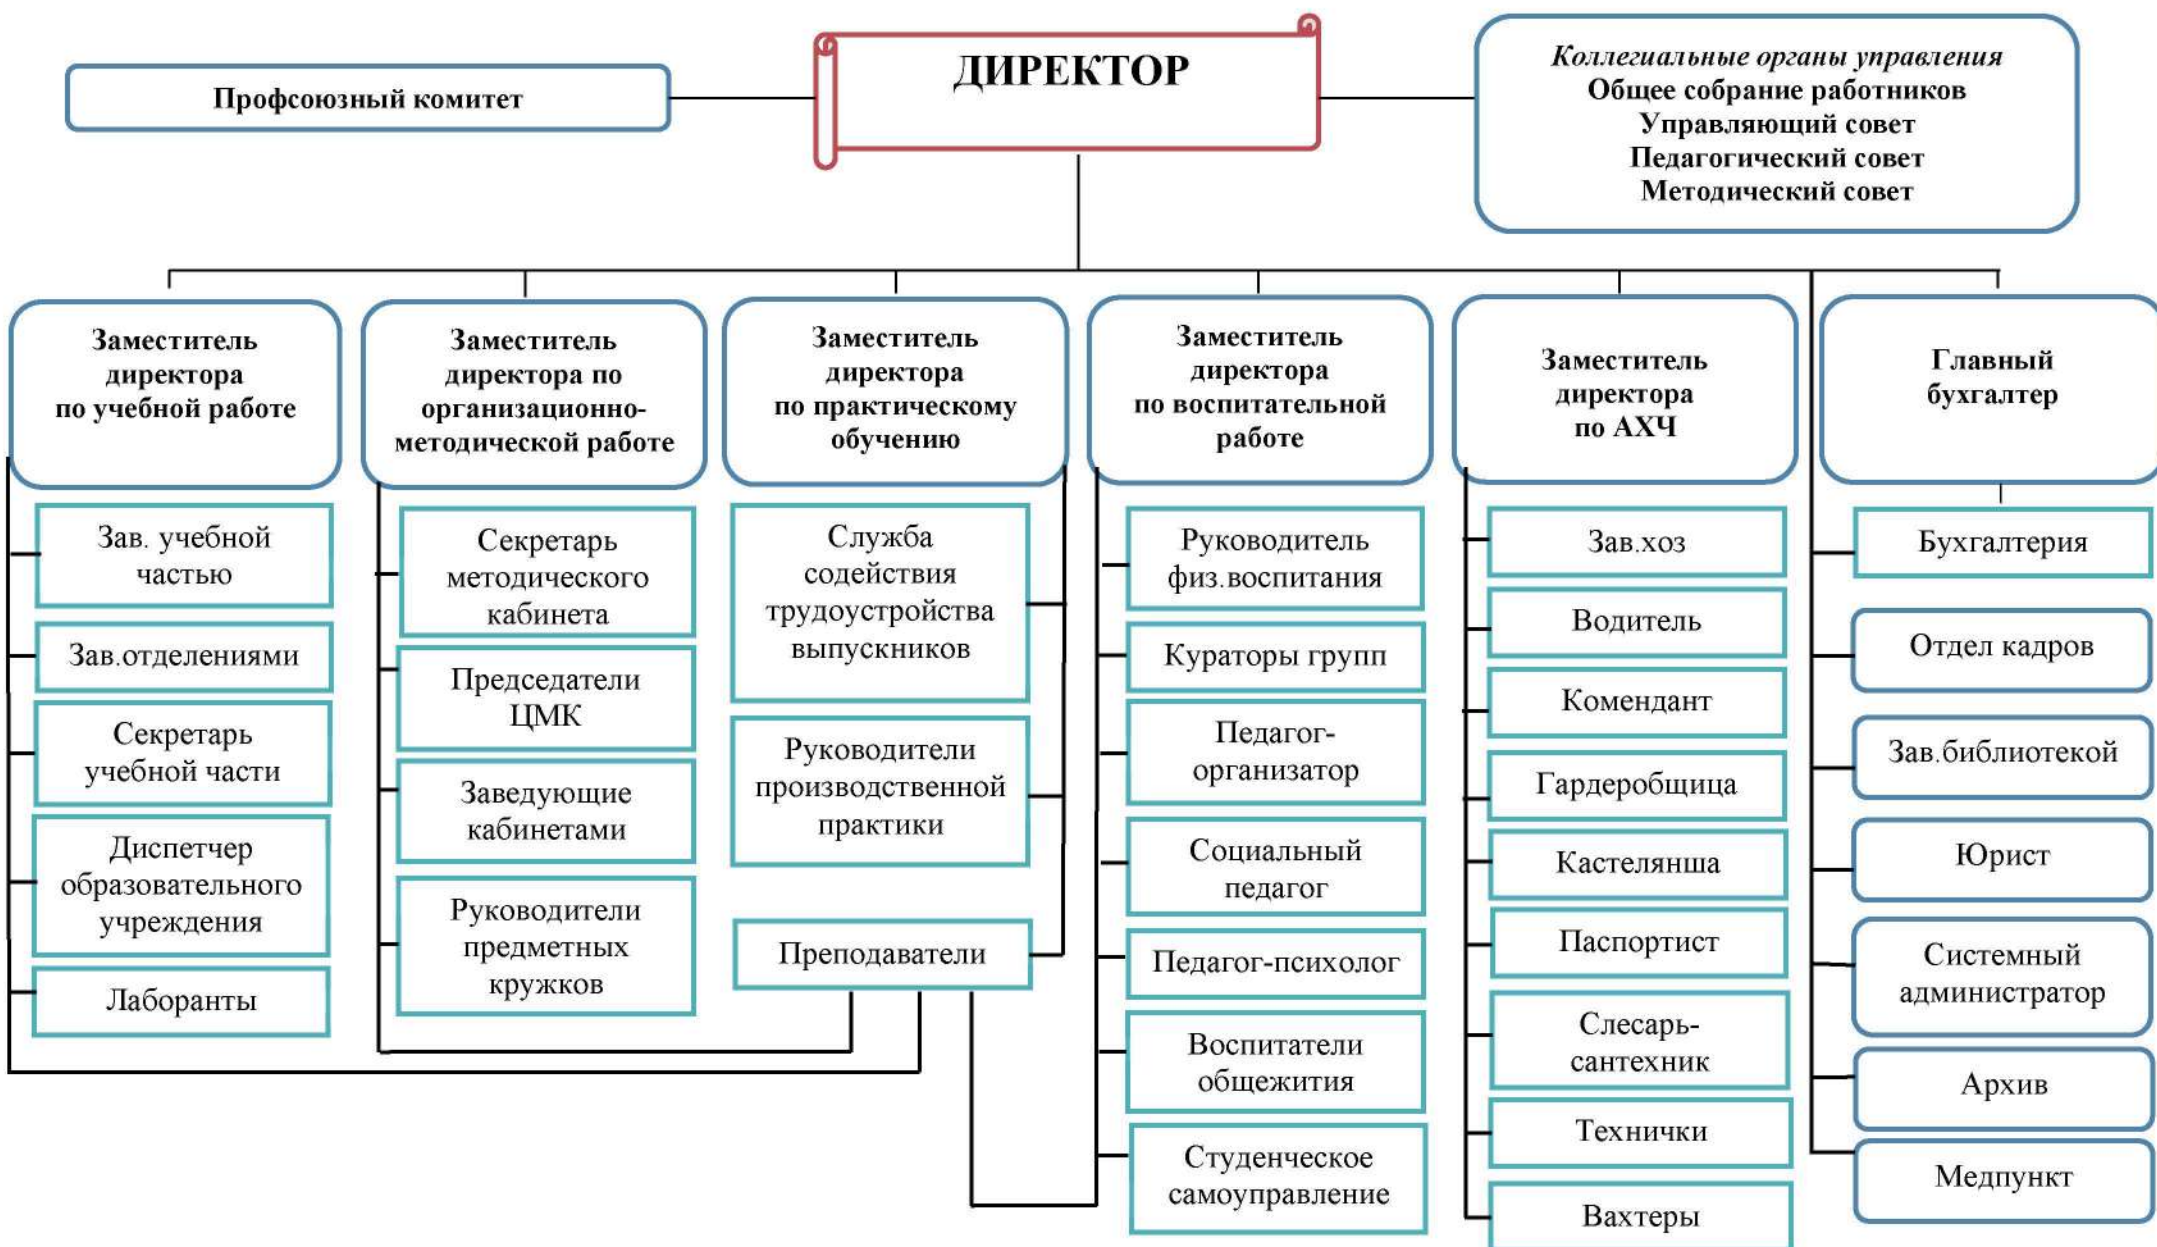 Профсоюзный комитет
ДИРЕКТОР
Коллегиальные органы управления
Общее собрание работников
Управляющий совет
Педагогический совет
Методический совет
Заместитель
директора
по учебной работе
Зав. учебной
частью
Зав.отделениями
Секретарь
учебной части
Диспетчер
образовательного
учреждения
Лаборанты
Заместитель
директора по
организационно-
методической работе
Секретарь
методического
кабинета
Председатели
ЦМК
Заведующие
кабинетами
Руководители
предметных
кружков
Заместитель
директора
по практическому
обучению
Служба
содействия
трудоустройства
выпускников
Руководители
производственной
практики
Преподаватели
Заместитель
директора
по воспитательной
работе
Руководитель
физ.воспитания
Кураторы групп
Педагог-
организатор
Социальный
педагог
Педагог-психолог
Воспитатели
общежития
Студенческое
самоуправление
Заместитель
директора
по АХЧ
Зав.хоз
Водитель
Комендант
Гардеробщица
Кастелянша
Паспортист
Слесарь-
сантехник
Технички
Вахтеры
Главный
бухгалтер
Бухгалтерия
Отдел кадров
Зав.библиотекой
Юрист
Системный
администратор
Архив
Медпункт